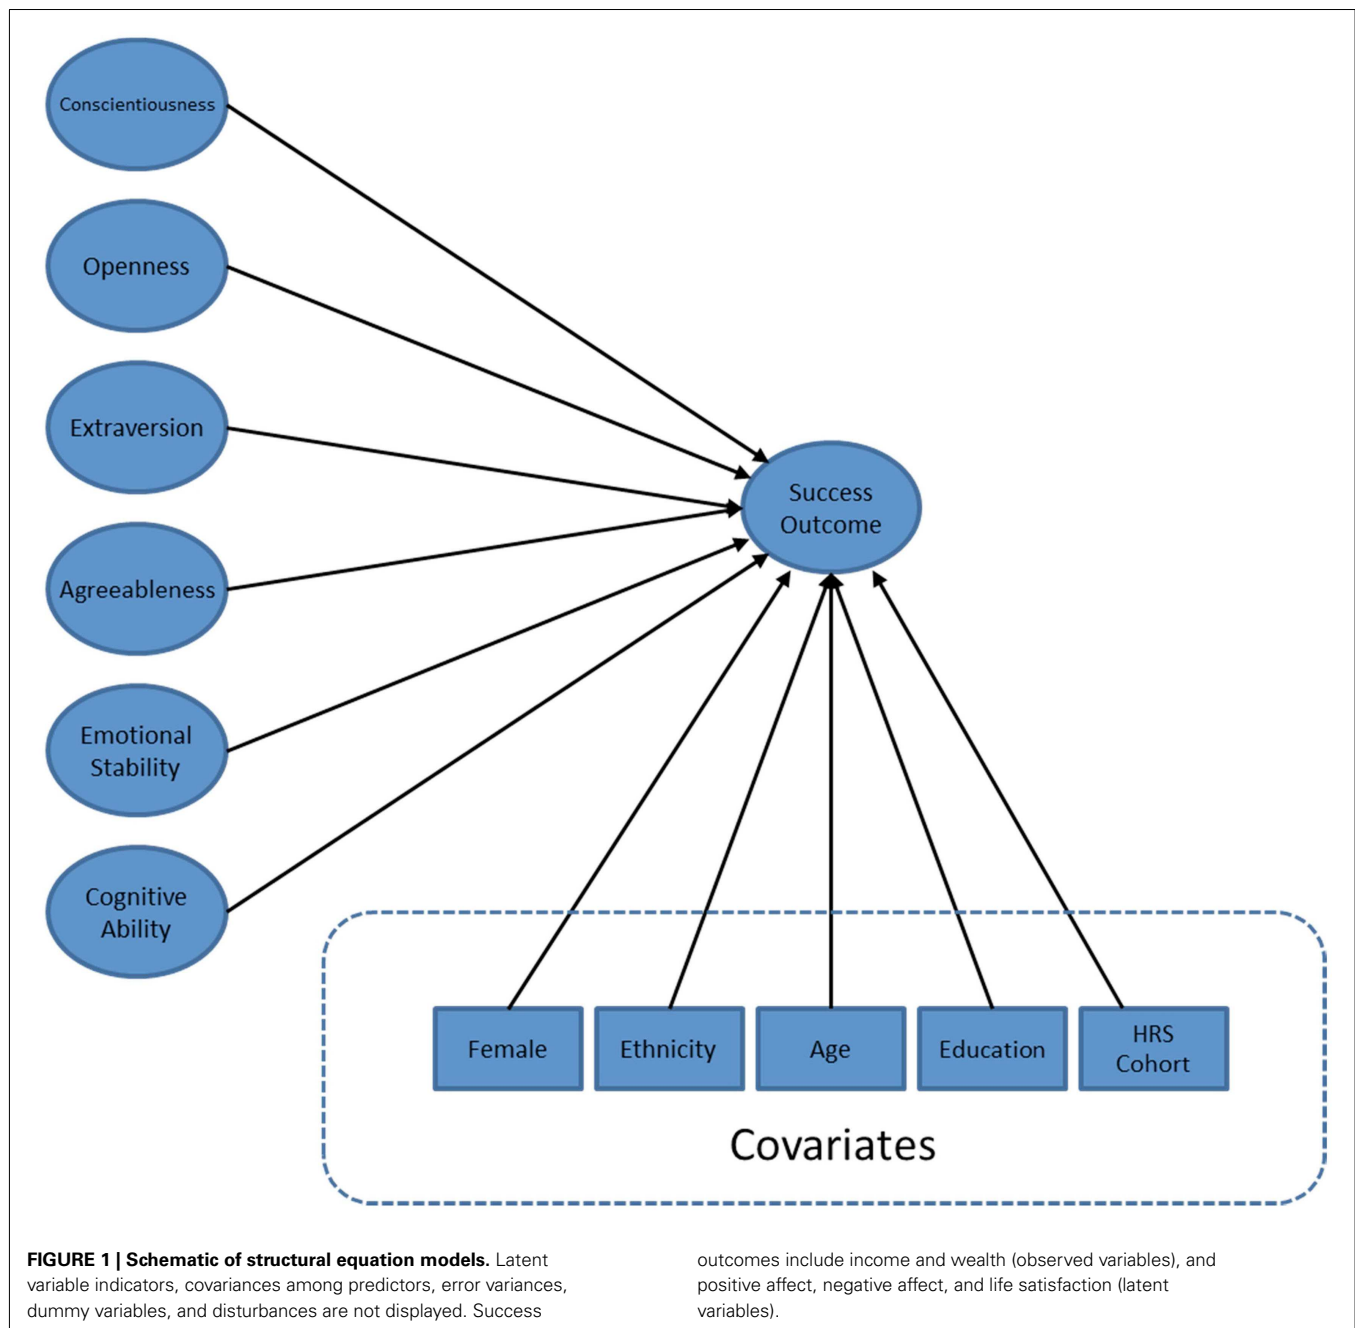 Conscientiousness
Openness
Extraversion
Agreeableness
Emotional
Stability
Cognitive
Ability
Success
Outcome
Female
Ethnicity
Age
Education
HRS
Cohort
Covariates
FIGURE 1 | Schematic of structural equation models. Latent
variable indicators, covariances among predictors, error variances,
dummy variables, and disturbances are not displayed. Success
outcomes include income and wealth (observed variables), and
positive affect, negative affect, and life satisfaction (latent
variables).